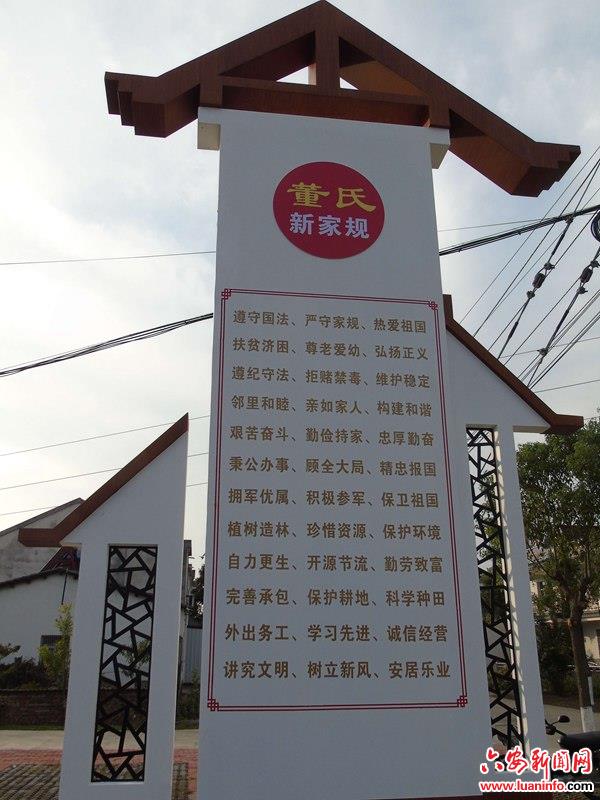 董氏
新家规
遵守国法、严守家规、热爱祖国
扶贫济困、尊老爱幼、弘扬正义
遵纪守法、拒赌禁毒、维护稳定
邻里和睦、亲如家人、构建和谐
艰苦奋斗、勤俭持家、忠厚勤奋
秉公办事、顾全大局、精忠报国
拥军优属、积极参军、保卫祖国
植树造林、珍惜资源、保护环境
自力更生、开源节流、勤劳致富
完善承包、保护耕地、科学种田
外出务工、学习先进、诚信经营
讲究文明、树立新风、安居乐业
六安新闻网
www.luaninfo.com